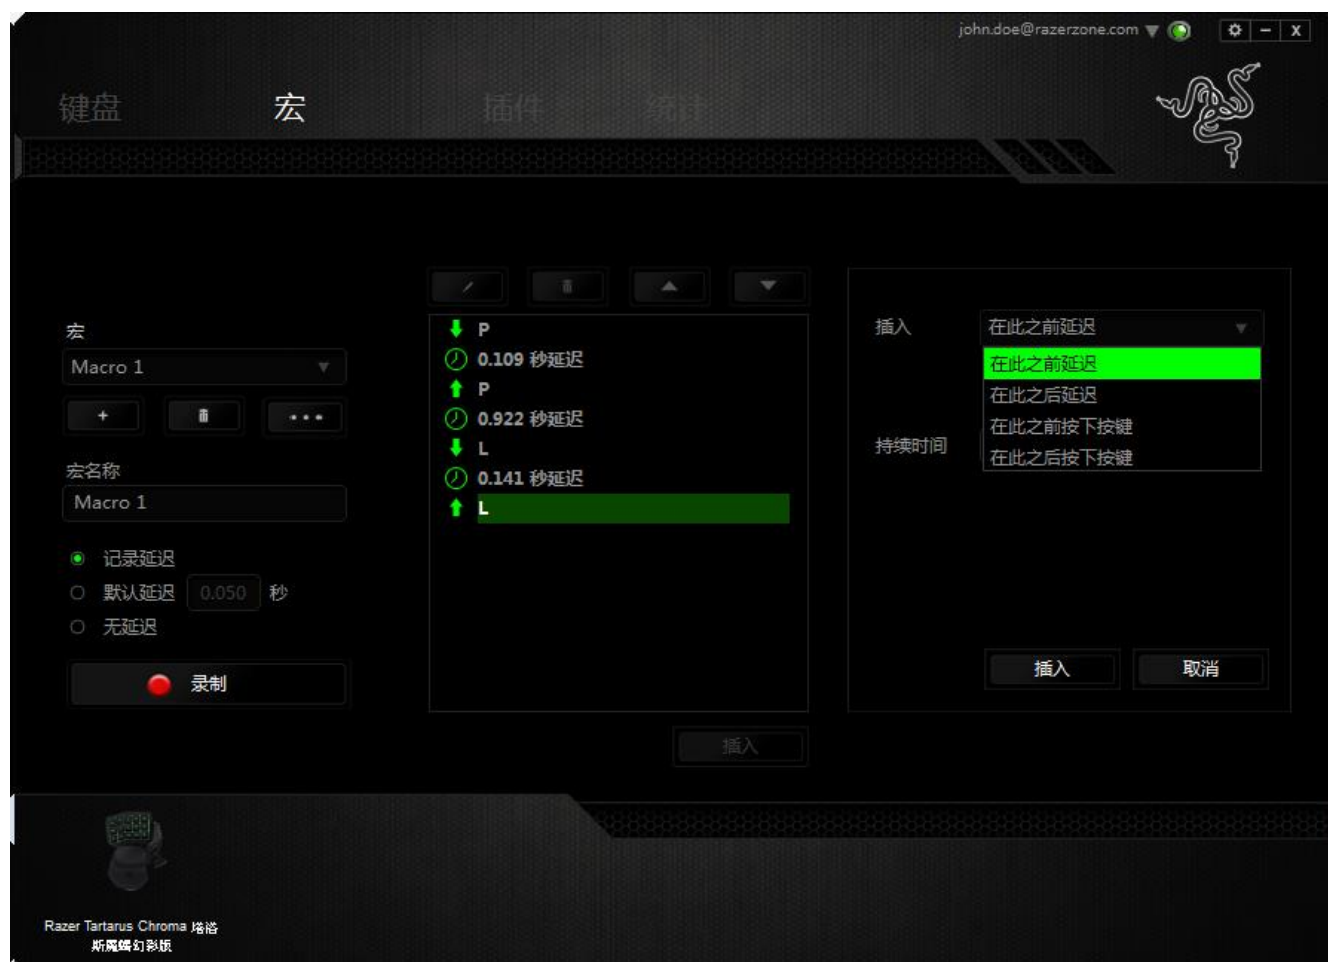 john.doe@razerzone.com
键盘 宏 插件 统计
宏
Macro 1
宏名称
Macro 1
记录延迟
默认延迟 0.050 秒
无延迟
录制
P
0.109 秒延迟
P
0.922 秒延迟
L
0.141 秒延迟
L
插入
插入 在此之前延迟
在此之前延迟
在此之后延迟
在此之前按下按键
在此之后按下按键
持续时间
插入 取消
Razer Tartarus Chroma 塔洛
斯魔蝎幻彩版